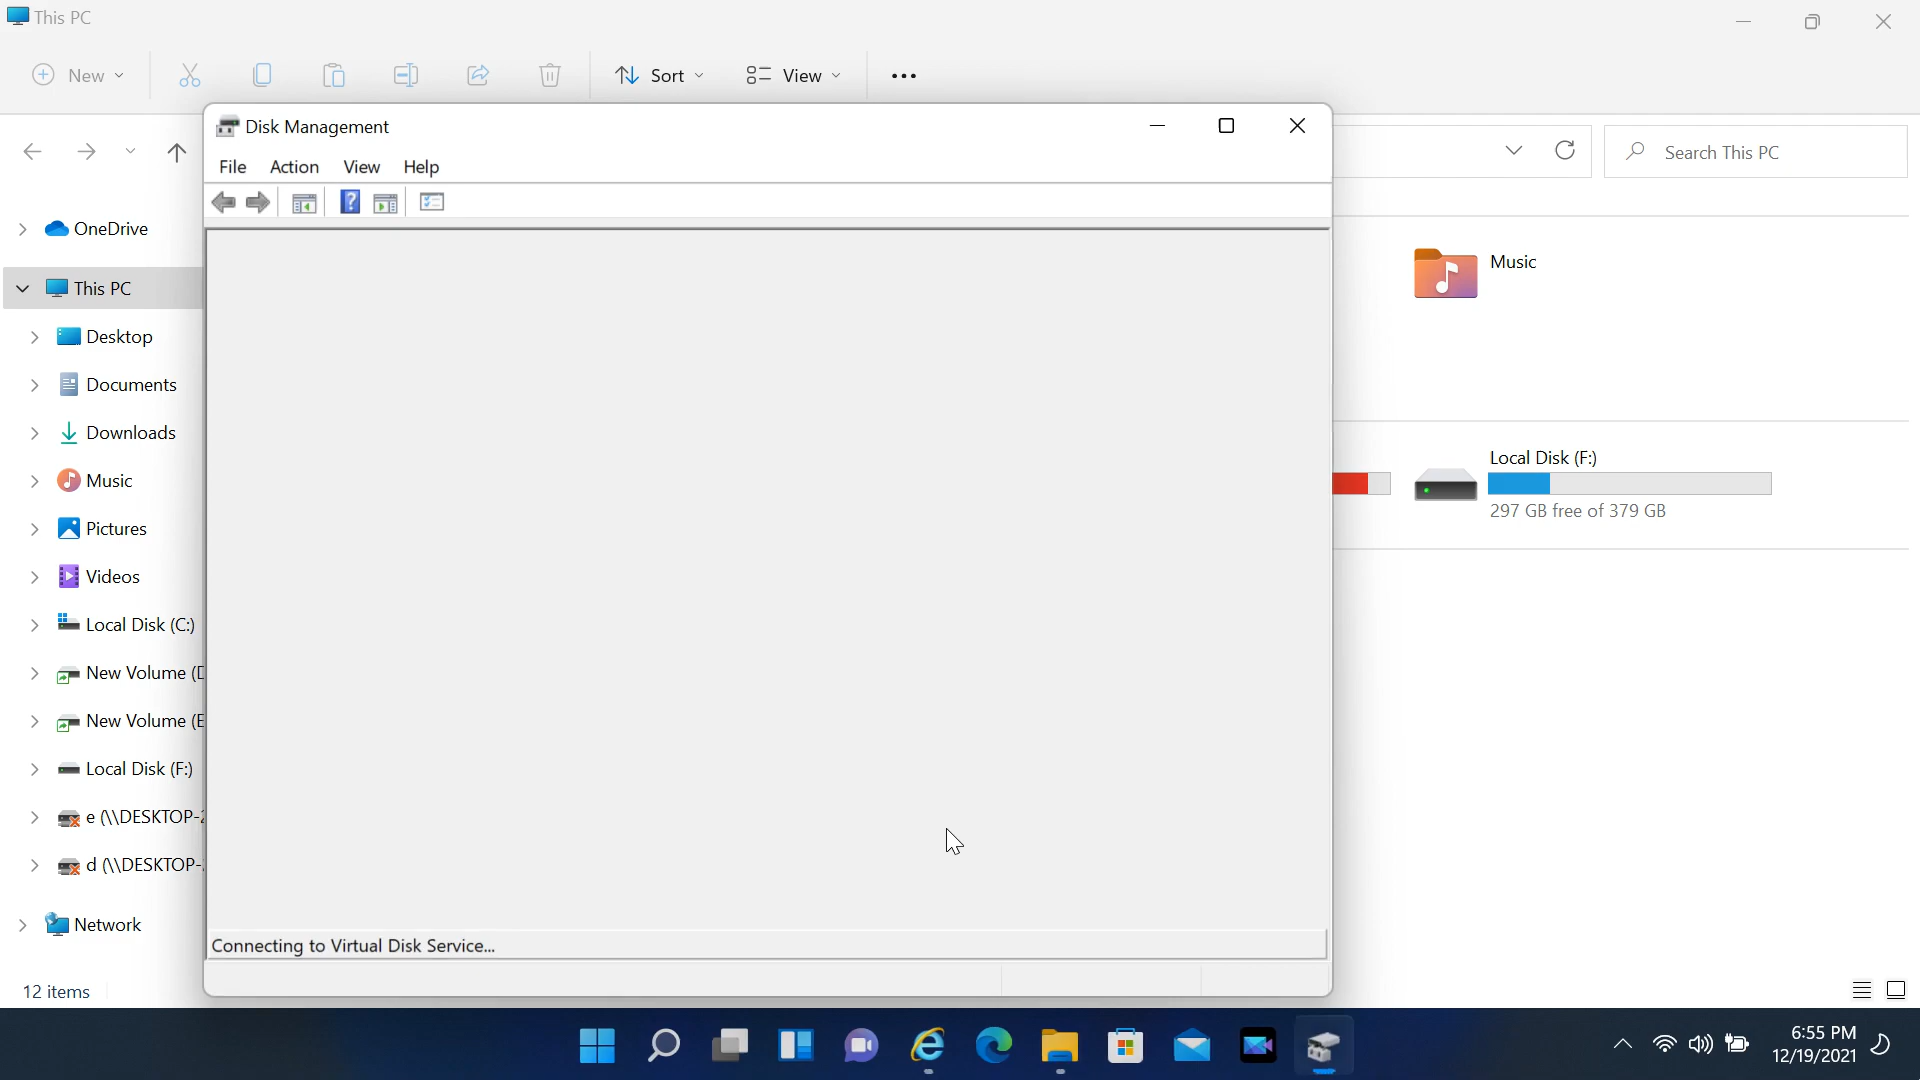 This PC
New
Sort
View
Disk Management
File Action View Help
Search This PC
OneDrive
This PC
Desktop
Documents
Downloads
Music
Pictures
Videos
Local Disk (C:)
New Volume (D
New Volume (E
Local Disk (F:)
e (\\DESKTOP-2
d (\\DESKTOP-
Network
12 items
Music
Local Disk (F:)
297 GB free of 379 GB
Connecting to Virtual Disk Service...
6:55 PM
12/19/2021